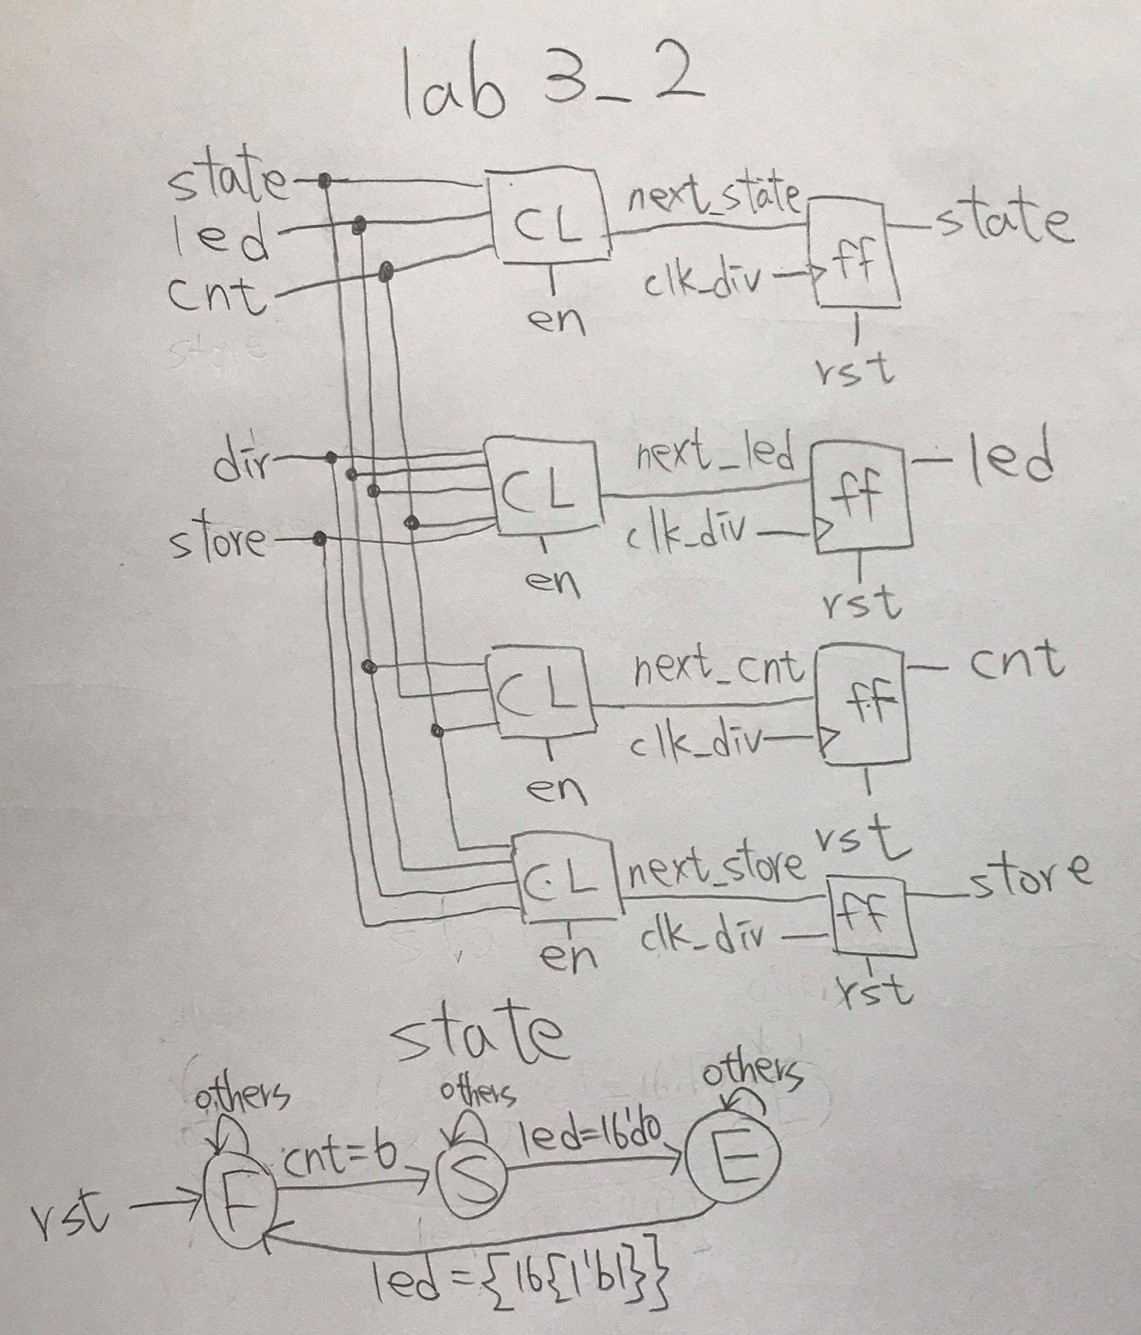 lab 3_2
state
led
cnt
CL
en
next_state
clk_div
ff
rst
state
store
dir
store
CL
en
next_led
clk_div
ff
rst
led
CL
en
next_cnt
clk_div
ff
rst
cnt
CL
en
next_store
clk_div
ff
rst
store
state
others
others
others
rst
F
cnt=6
S
led=16'd0
E
led={16{1'b1}}